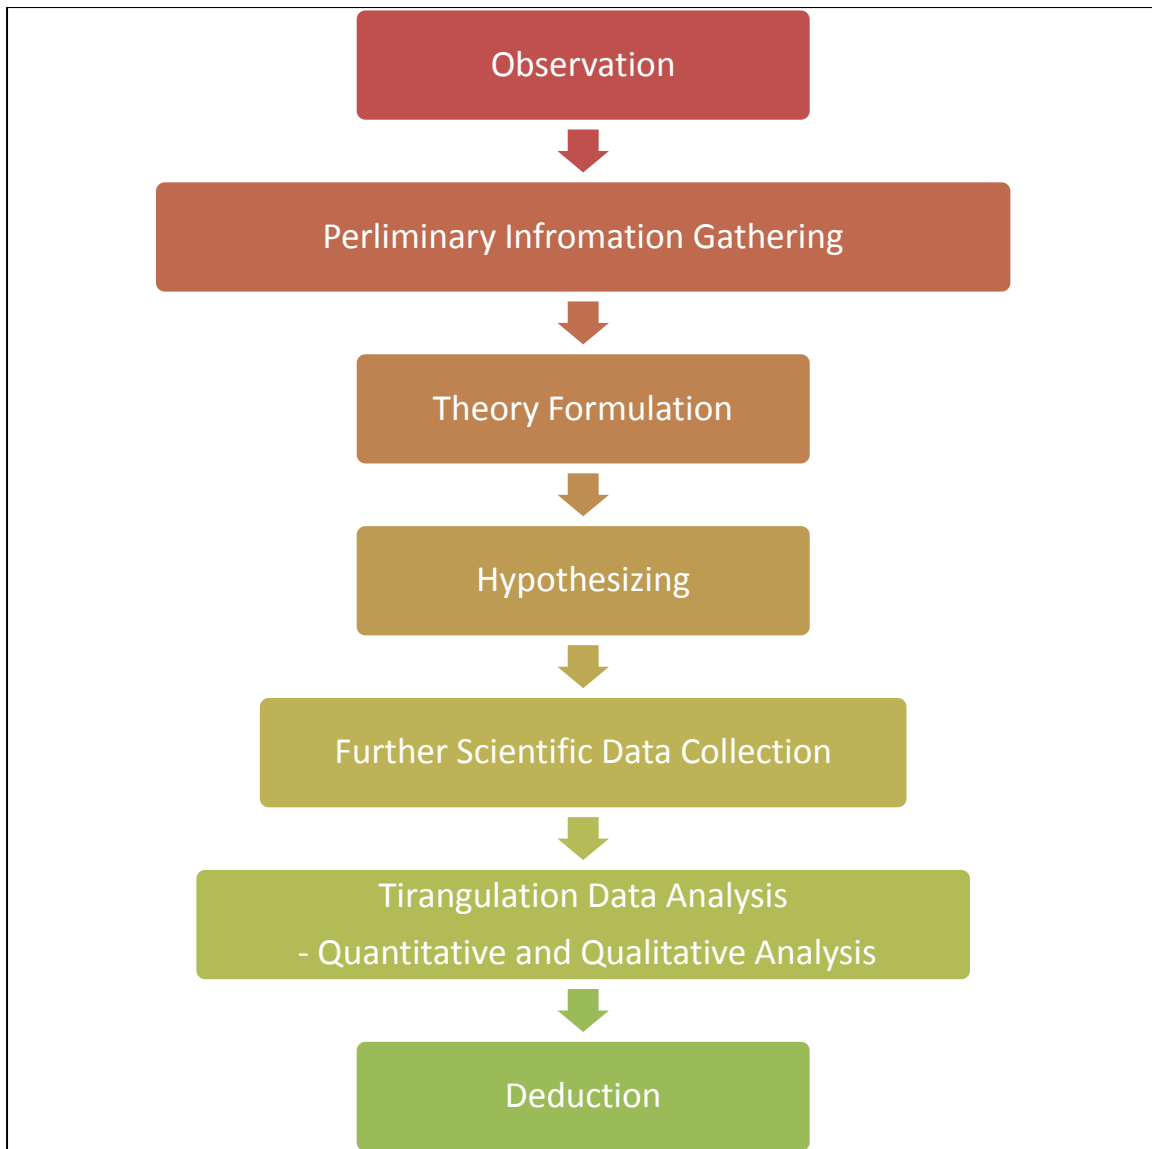 Observation
Perliminary Infromation Gathering
Theory Formulation
Hypothesizing
Further Scientific Data Collection
Tirangulation Data Analysis
- Quantitative and Qualitative Analysis
Deduction